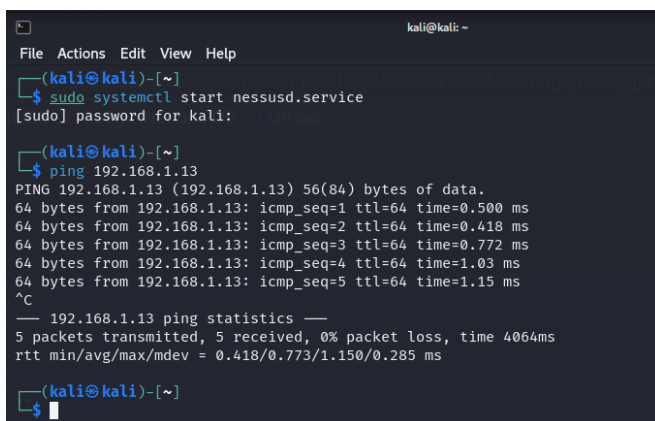 kali@kali: ~
File Actions Edit View Help
┌──(kali㉿kali)-[~]
└─$ sudo systemctl start nessusd.service
[sudo] password for kali:
OffSec
┌──(kali㉿kali)-[~]
└─$ ping 192.168.1.13
PING 192.168.1.13 (192.168.1.13) 56(84) bytes of data.
64 bytes from 192.168.1.13: icmp_seq=1 ttl=64 time=0.500 ms
64 bytes from 192.168.1.13: icmp_seq=2 ttl=64 time=0.418 ms
64 bytes from 192.168.1.13: icmp_seq=3 ttl=64 time=0.772 ms
64 bytes from 192.168.1.13: icmp_seq=4 ttl=64 time=1.03 ms
64 bytes from 192.168.1.13: icmp_seq=5 ttl=64 time=1.15 ms
^C
── 192.168.1.13 ping statistics ──
5 packets transmitted, 5 received, 0% packet loss, time 4064ms
rtt min/avg/max/mdev = 0.418/0.773/1.150/0.285 ms
┌──(kali㉿kali)-[~]
└─$